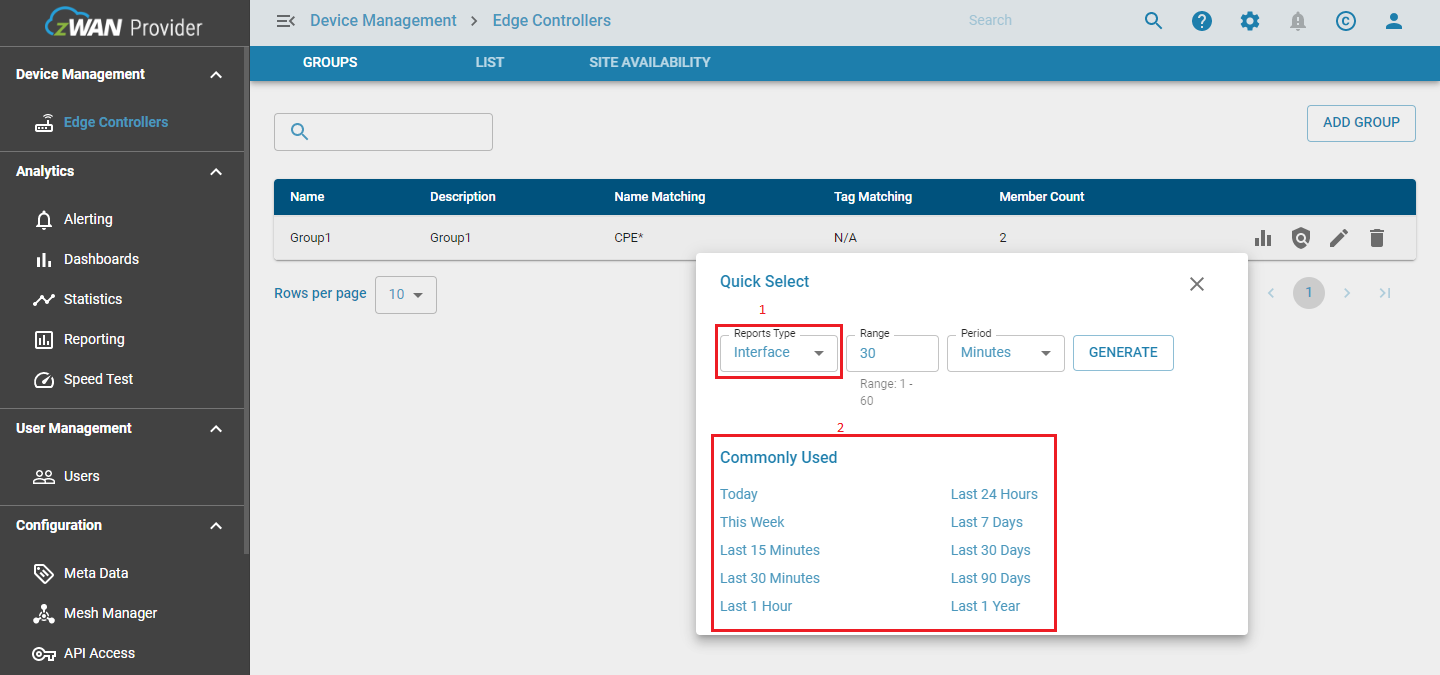 zWAN Provider
Device Management
Edge Controllers
Analytics
Alerting
Dashboards
Statistics
Reporting
Speed Test
User Management
Users
Configuration
Meta Data
Mesh Manager
API Access
Device Management > Edge Controllers
Search
GROUPS LIST SITE AVAILABILITY
ADD GROUP
Name Description Name Matching Tag Matching Member Count
Group1 Group1 CPE* N/A 2
Rows per page 10
1
Quick Select
1
Reports Type Range Period
Interface 30 Minutes GENERATE
Range: 1 -
60
2
Commonly Used
Today Last 24 Hours
This Week Last 7 Days
Last 15 Minutes Last 30 Days
Last 30 Minutes Last 90 Days
Last 1 Hour Last 1 Year